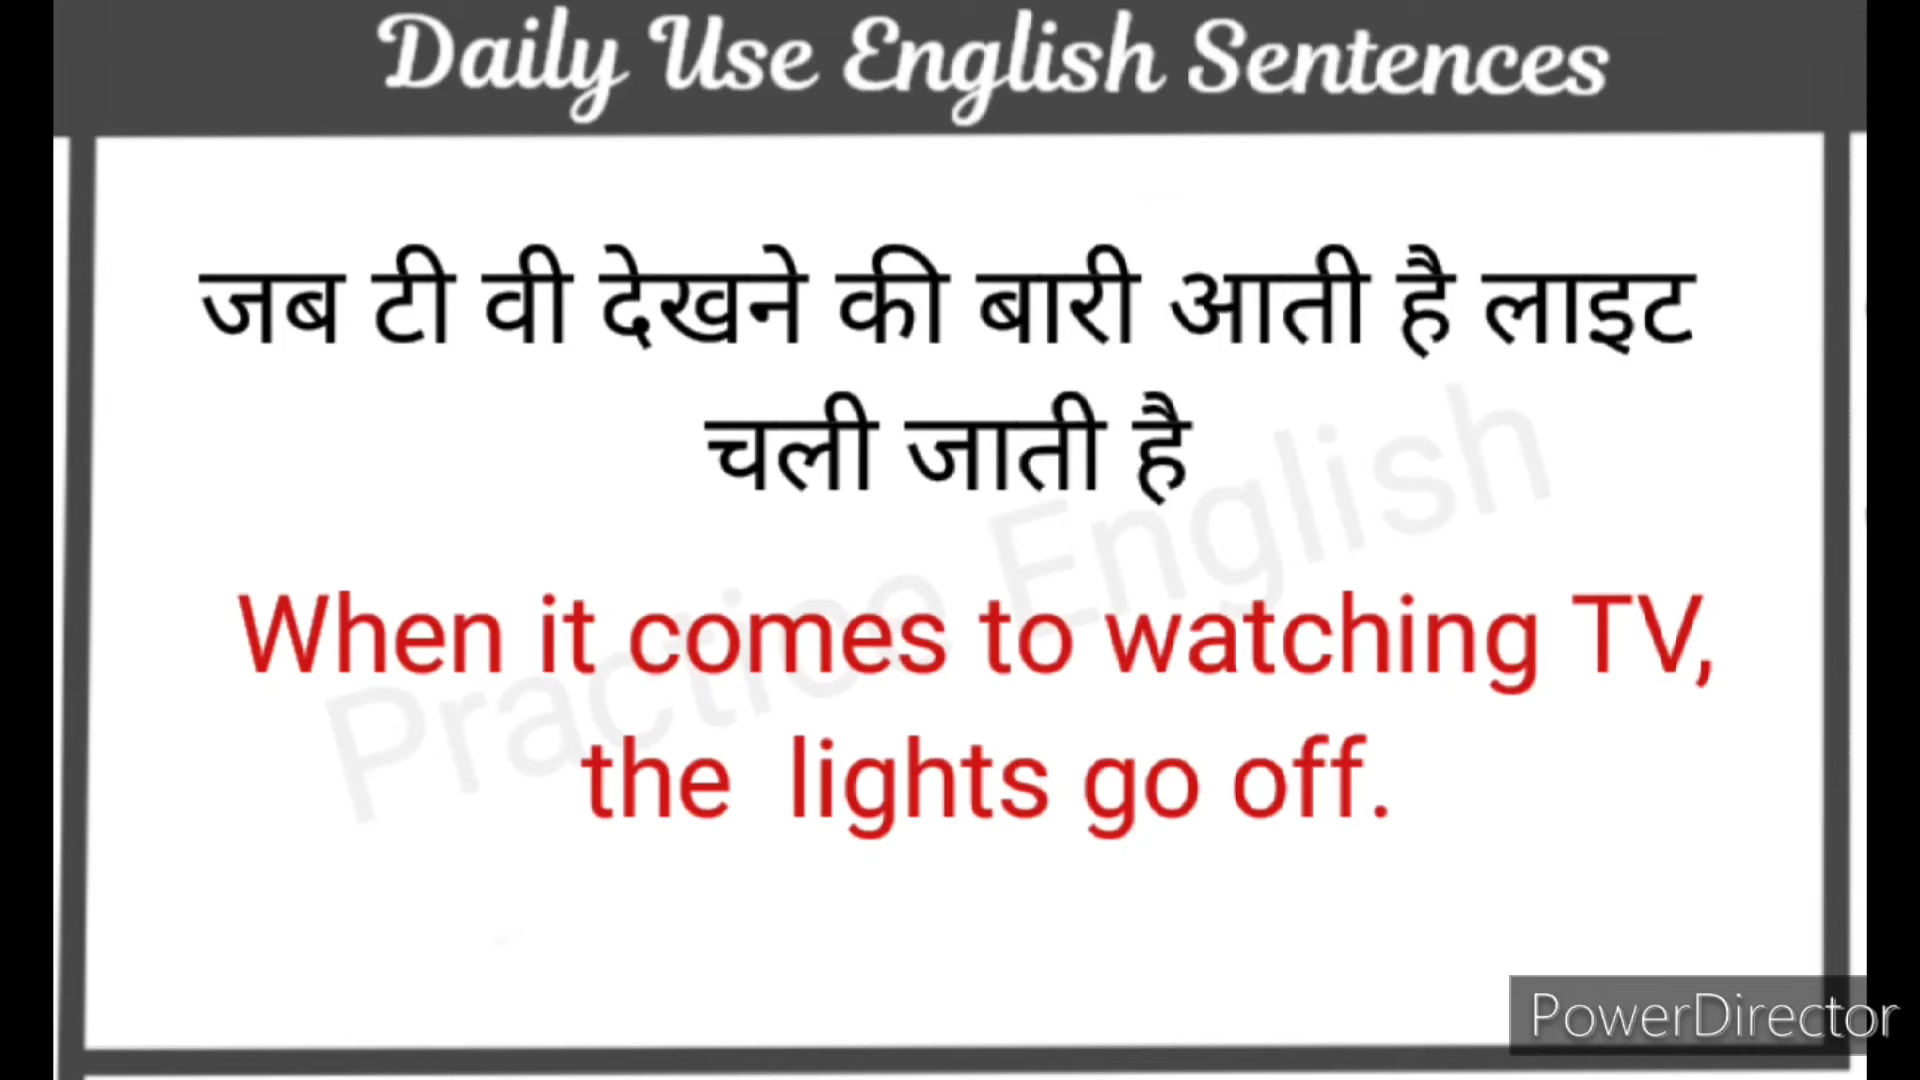 Daily Use English Sentences
जब टी वी देखने की बारी आती है लाइट
चली जाती है
Practice English
When it comes to watching TV,
the lights go off.
PowerDirector